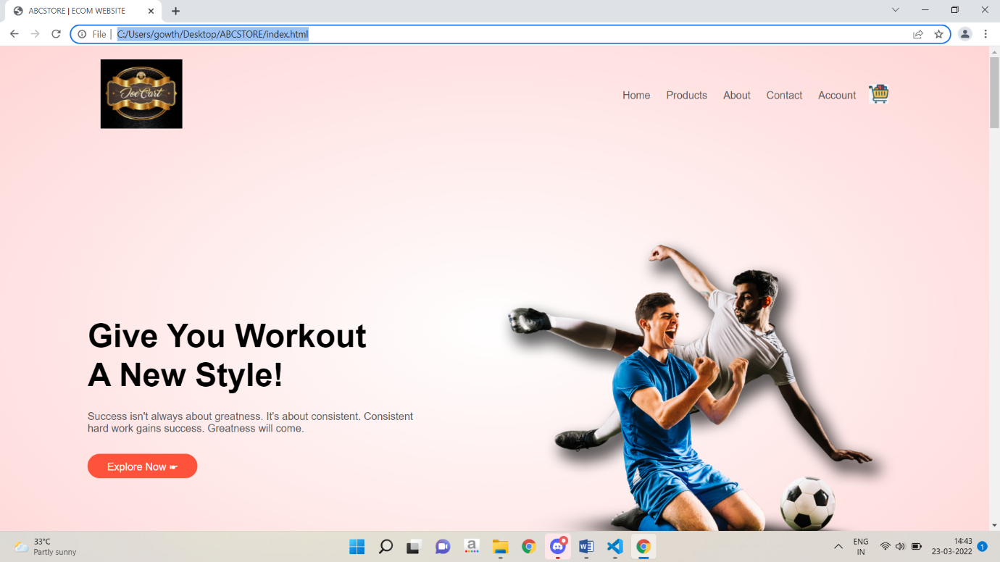 ABCSTORE | ECOM WEBSITE
File | C:/Users/gowth/Desktop/ABCSTORE/index.html
JoeCart
Home Products About Contact Account
Give You Workout
A New Style!
Success isn't always about greatness. It's about consistent. Consistent
hard work gains success. Greatness will come.
Explore Now ☛
33°C
Partly sunny
a
W
ENG
IN
14:43
23-03-2022
1